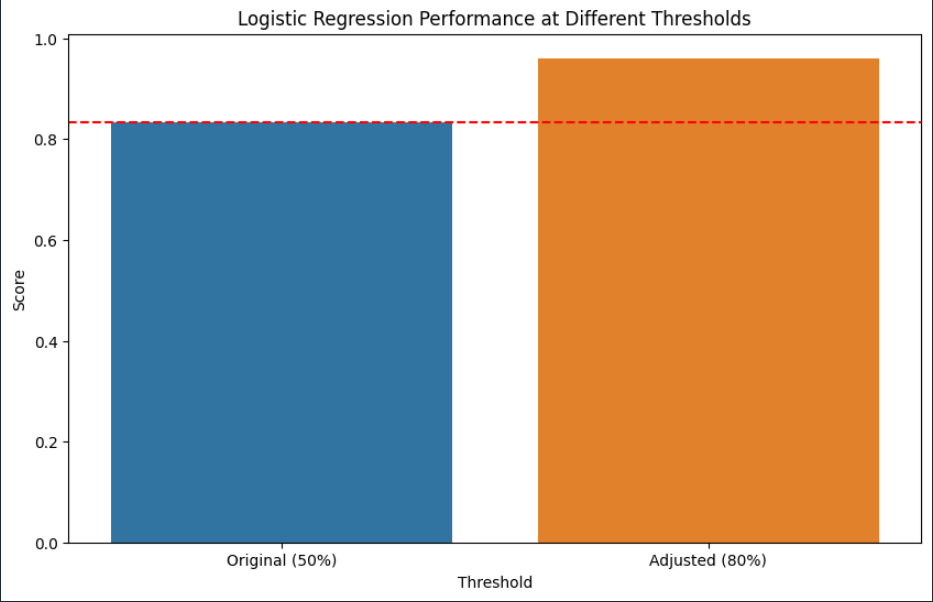 Logistic Regression Performance at Different Thresholds
1.0
0.8
0.6
0.4
0.2
0.0
Score
Original (50%)
Adjusted (80%)
Threshold